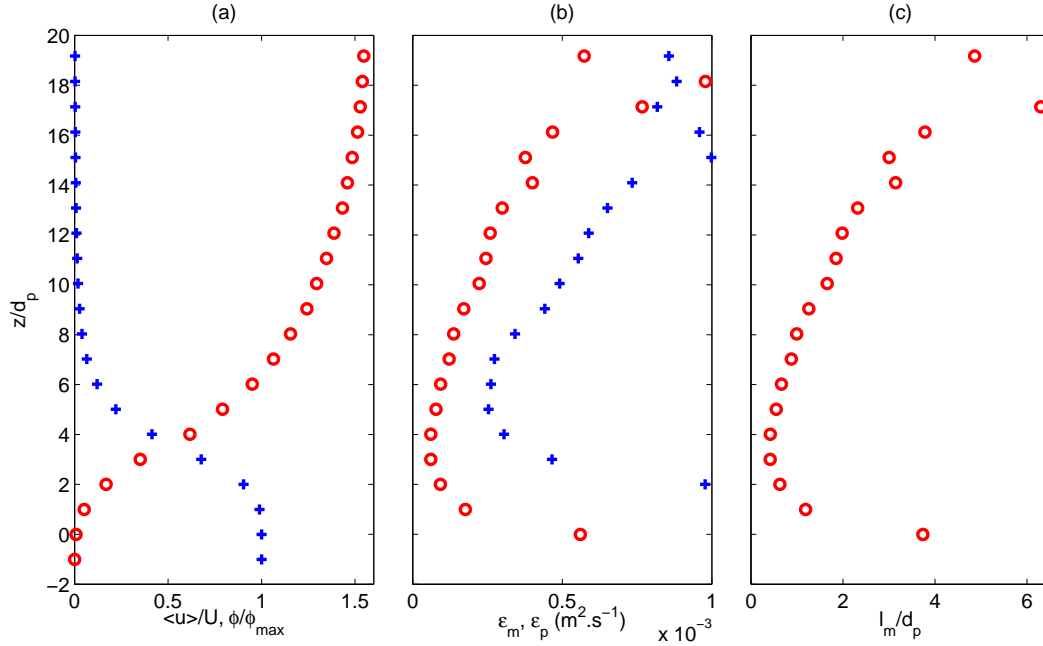 (a)
(b)
(c)
20
18
16
14
12
10
8
6
4
2
0
−2
z/d_p
0 0.5 1 1.5
<u>/U, ϕ/ϕ_max
0 0.5 1
x 10^−3
ε_m, ε_p (m^2.s^−1)
0 2 4 6
l_m/d_p